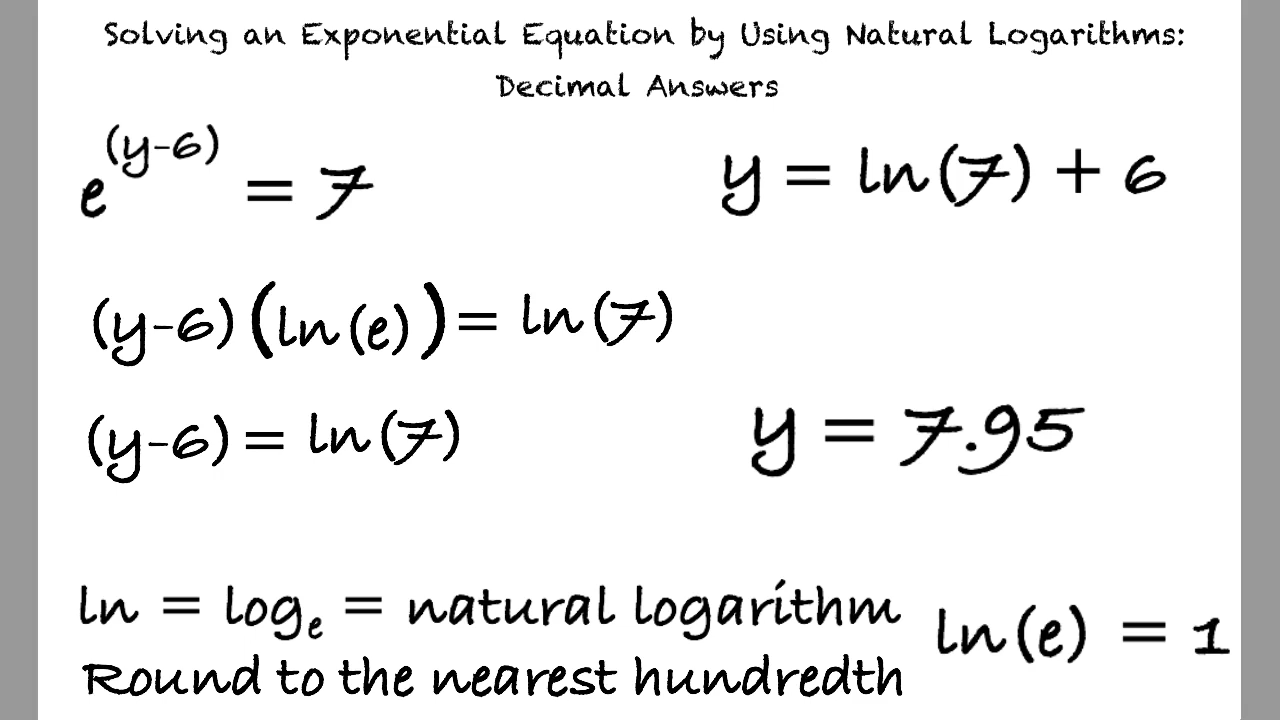 Solving an Exponential Equation by Using Natural Logarithms:
Decimal Answers
e^(y-6) = 7
(y-6)(ln(e)) = ln(7)
(y-6) = ln(7)
y = ln(7) + 6
y = 7.95
ln = logₑ = natural logarithm
Round to the nearest hundredth
ln(e) = 1